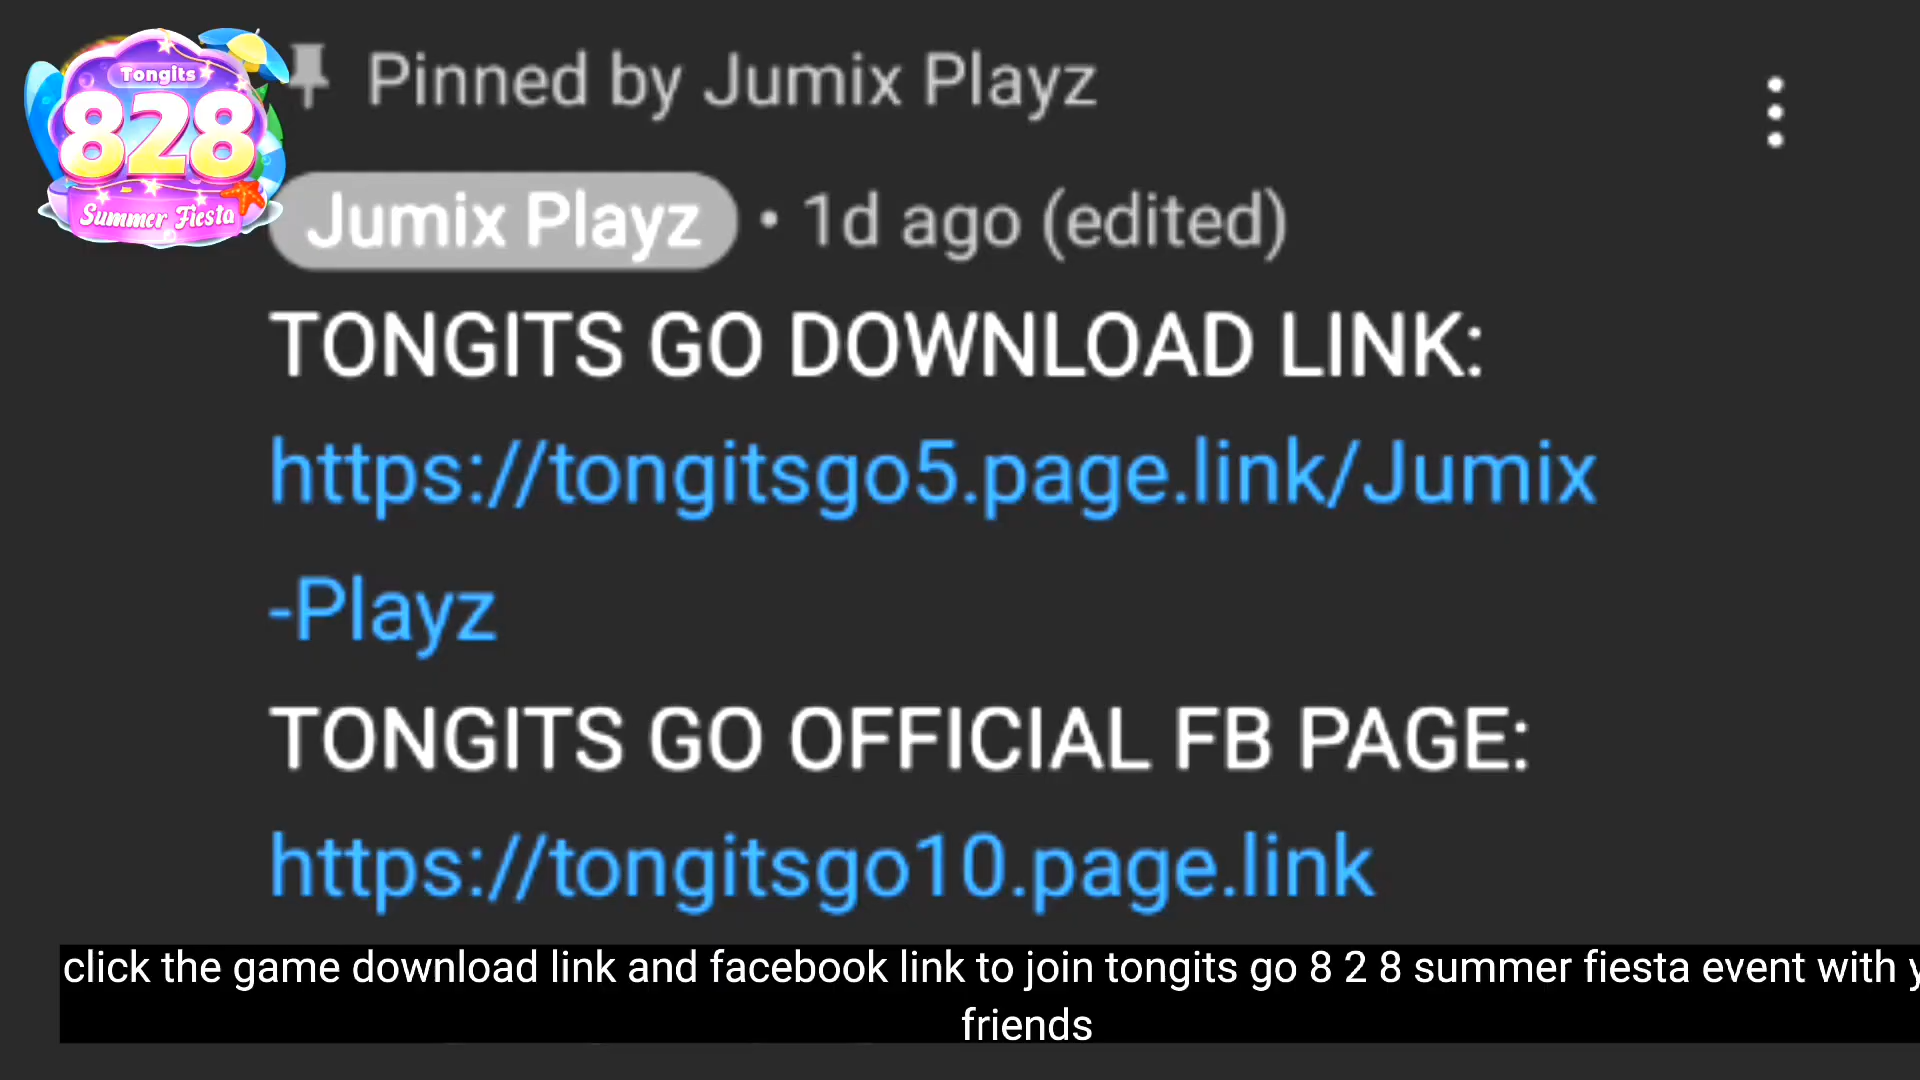 Tongits
828
Summer Fiesta
Pinned by Jumix Playz
Jumix Playz • 1d ago (edited)
TONGITS GO DOWNLOAD LINK:
https://tongitsgo5.page.link/Jumix
-Playz
TONGITS GO OFFICIAL FB PAGE:
https://tongitsgo10.page.link
click the game download link and facebook link to join tongits go 8 2 8 summer fiesta event with y
friends